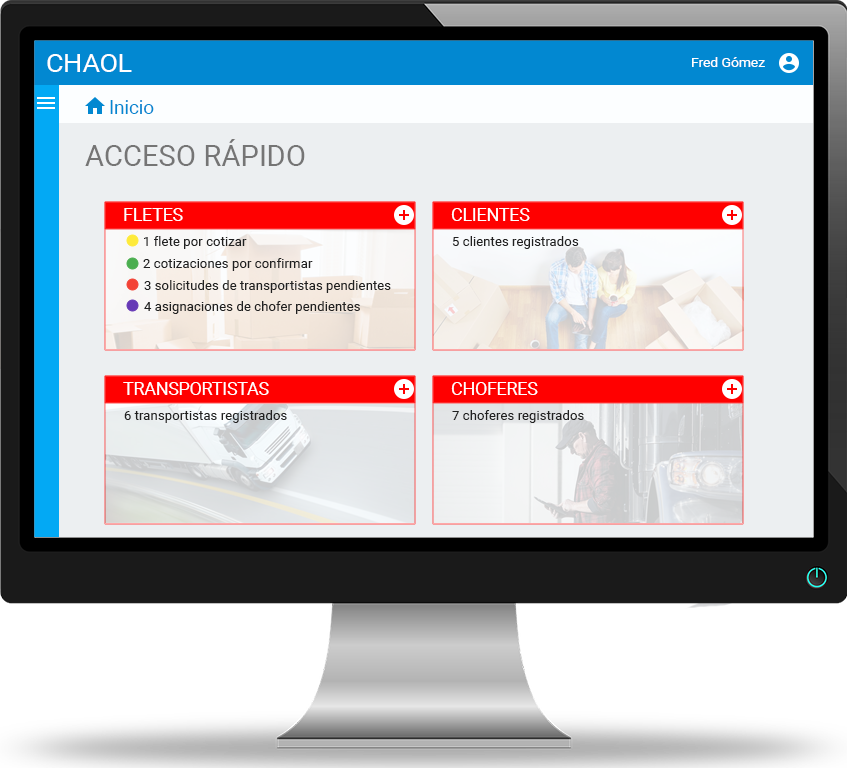 CHAOL
Fred Gómez
Inicio
ACCESO RÁPIDO
FLETES
1 flete por cotizar
2 cotizaciones por confirmar
3 solicitudes de transportistas pendientes
4 asignaciones de chofer pendientes
CLIENTES
5 clientes registrados
TRANSPORTISTAS
6 transportistas registrados
CHOFERES
7 choferes registrados